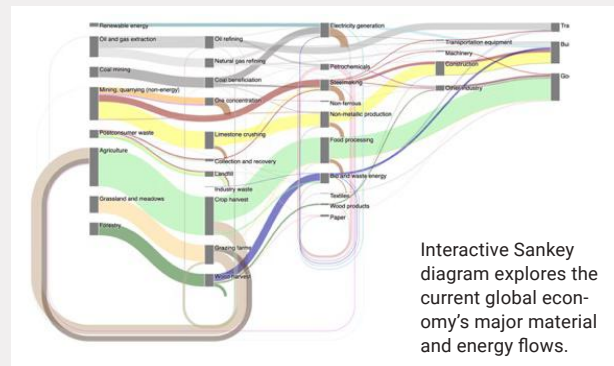 Renewable energy
Oil and gas extraction
Coal mining
Mining, quarrying (non-energy)
Postconsumer waste
Agriculture
Grassland and meadows
Forestry
Oil refining
Natural gas refining
Coal beneficiation
Ore concentration
Limestone crushing
Collection and recovery
Landfill
Industry waste
Crop harvest
Grazing farms
Wood harvest
Electricity generation
Petrochemicals
Steelmaking
Non-ferrous
Non-metallic production
Food processing
Bio and waste energy
Textiles
Wood products
Paper
Transportation equipment
Machinery
Construction
Other industry
Tra
Bui
Go
Interactive Sankey
diagram explores the
current global econ-
omy’s major material
and energy flows.